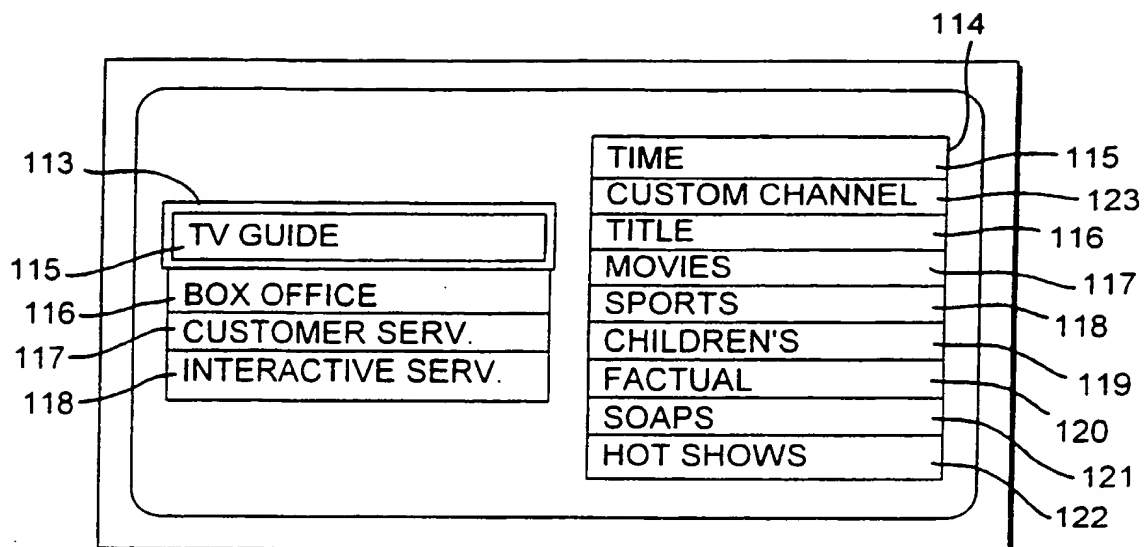 114
113
TV GUIDE
115
BOX OFFICE
116
CUSTOMER SERV.
117
INTERACTIVE SERV.
118
TIME
115
CUSTOM CHANNEL
123
TITLE
116
MOVIES
117
SPORTS
118
CHILDREN'S
119
FACTUAL
120
SOAPS
121
HOT SHOWS
122